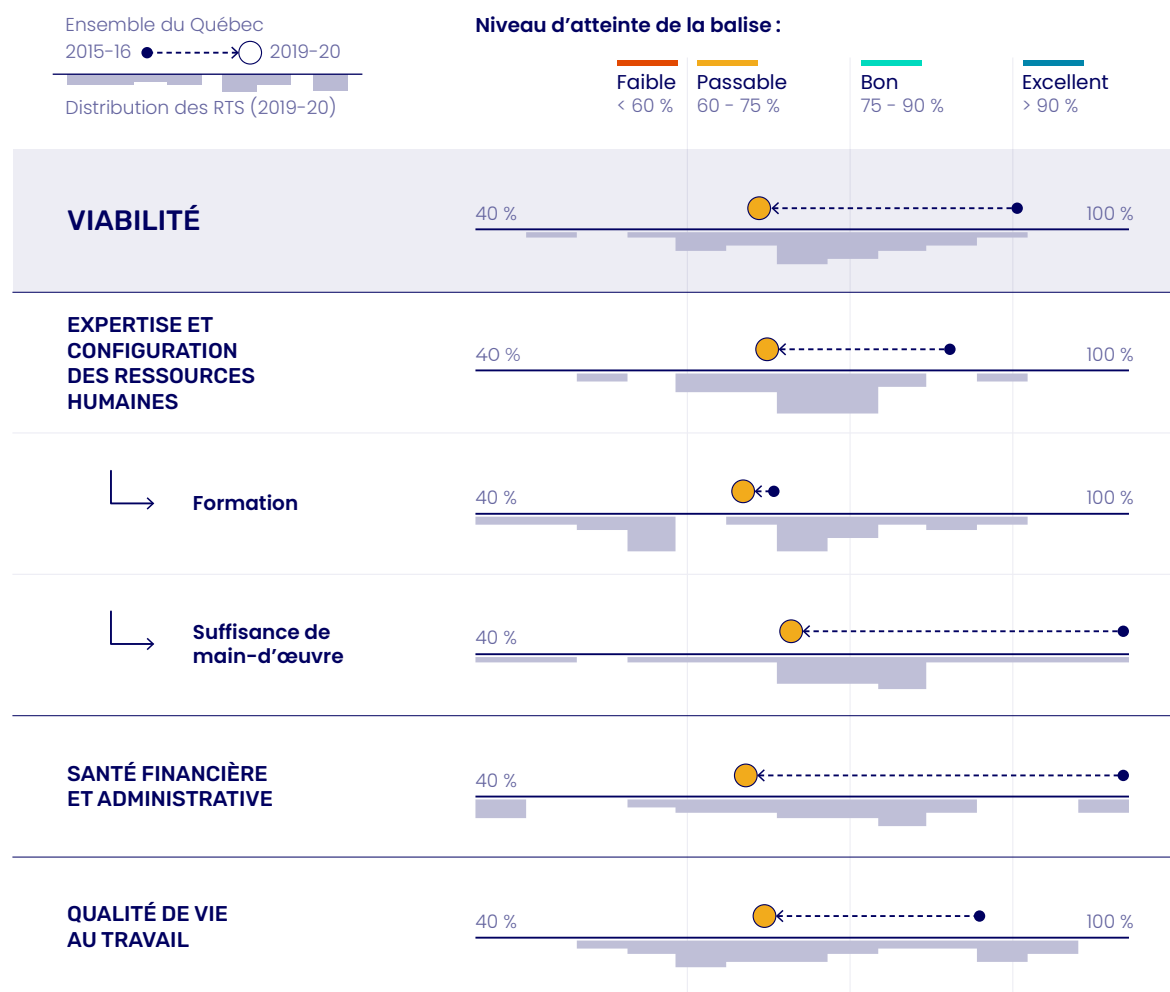 Ensemble du Québec
2015-16 2019-20
Distribution des RTS (2019-20)
Niveau d’atteinte de la balise :
Faible
< 60 %
Passable
60 - 75 %
Bon
75 - 90 %
Excellent
> 90 %
VIABILITÉ
40 % 100 %
EXPERTISE ET
CONFIGURATION
DES RESSOURCES
HUMAINES
40 % 100 %
Formation
40 % 100 %
Suffisance de
main-d’œuvre
40 %
SANTÉ FINANCIÈRE
ET ADMINISTRATIVE
40 %
QUALITÉ DE VIE
AU TRAVAIL
40 % 100 %